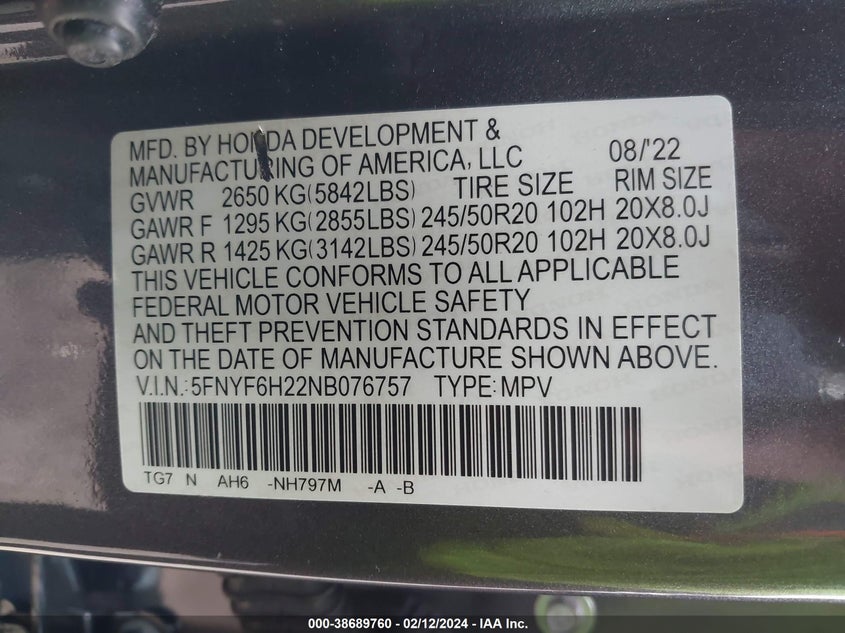 MFD. BY HONDA DEVELOPMENT &
MANUFACTURING OF AMERICA, LLC 08/'22
GVWR 2650 KG(5842LBS) TIRE SIZE RIM SIZE
GAWR F 1295 KG(2855LBS) 245/50R20 102H 20X8.0J
GAWR R 1425 KG(3142LBS) 245/50R20 102H 20X8.0J
THIS VEHICLE CONFORMS TO ALL APPLICABLE
FEDERAL MOTOR VEHICLE SAFETY
AND THEFT PREVENTION STANDARDS IN EFFECT
ON THE DATE OF MANUFACTURE SHOWN ABOVE.
V.I.N.:5FNYF6H22NB076757 TYPE:MPV
TG7 N AH6 -NH797M -A -B
000-38689760 - 02/12/2024 - IAA Inc.